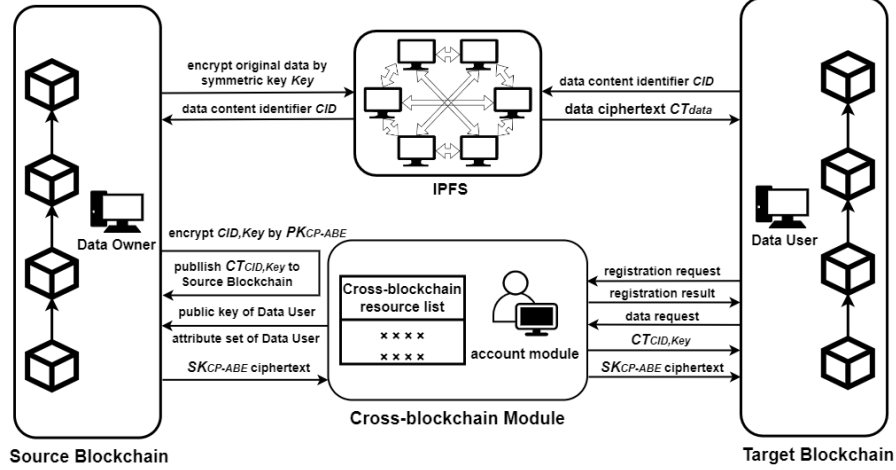 encrypt original data by
symmetric key Key
data content identifier CID
IPFS
data content identifier CID
data ciphertext CTdata
Data Owner
Data User
encrypt CID,Key by PKCP-ABE
publlish CTCID,Key to
Source Blockchain
public key of Data User
attribute set of Data User
SKCP-ABE ciphertext
Cross-blockchain
resource list
× × × ×
× × × ×
account module
Cross-blockchain Module
registration request
registration result
data request
CTCID,Key
SKCP-ABE ciphertext
Source Blockchain
Target Blockchain